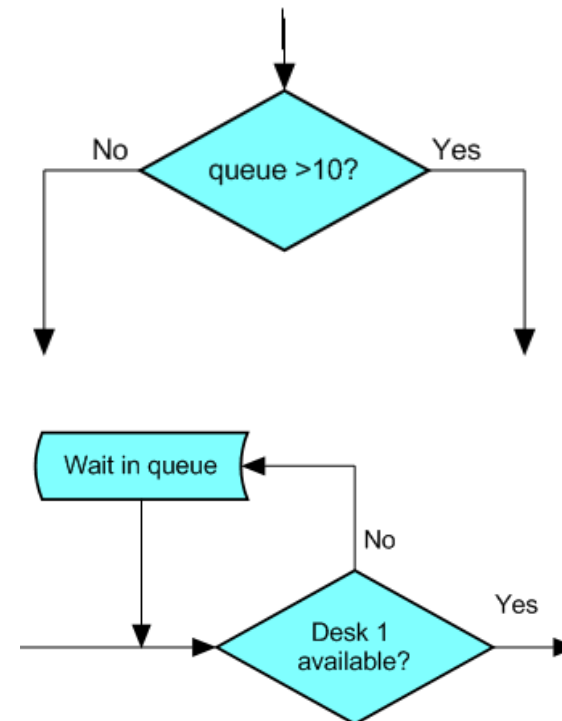 No
Yes
queue >10?
Wait in queue
No
Yes
Desk 1
available?